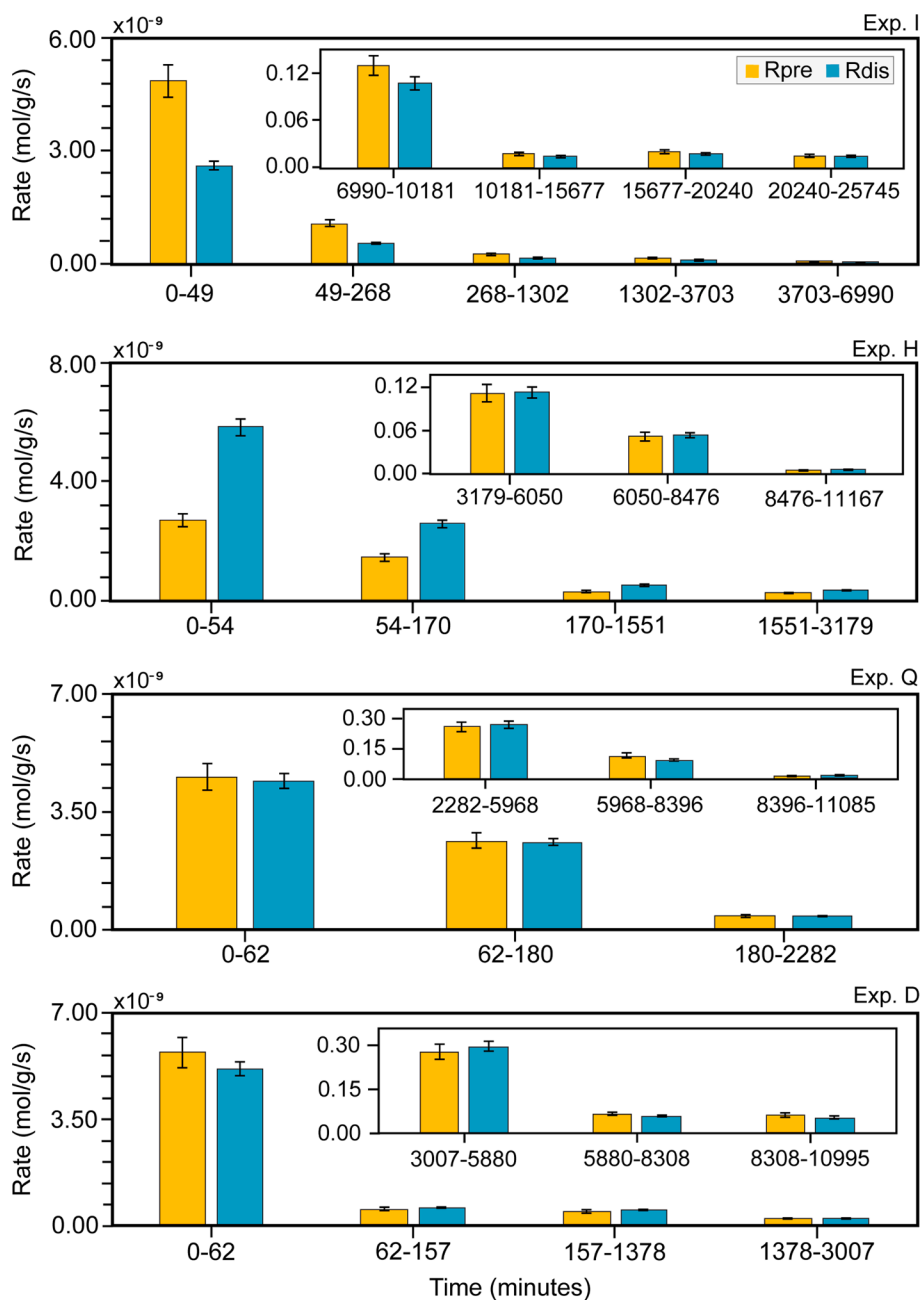 x10⁻⁹ Exp. I
6.00
3.00
0.00
Rate (mol/g/s)
0.12
0.06
0.00
Rpre Rdis
6990-10181 10181-15677 15677-20240 20240-25745
0-49 49-268 268-1302 1302-3703 3703-6990
x10⁻⁹ Exp. H
8.00
4.00
0.00
Rate (mol/g/s)
0.12
0.06
0.00
3179-6050 6050-8476 8476-11167
0-54 54-170 170-1551 1551-3179
x10⁻⁹ Exp. Q
7.00
3.50
0.00
Rate (mol/g/s)
0.30
0.15
0.00
2282-5968 5968-8396 8396-11085
0-62 62-180 180-2282
x10⁻⁹ Exp. D
7.00
3.50
0.00
Rate (mol/g/s)
0.30
0.15
0.00
3007-5880 5880-8308 8308-10995
0-62 62-157 157-1378 1378-3007
Time (minutes)